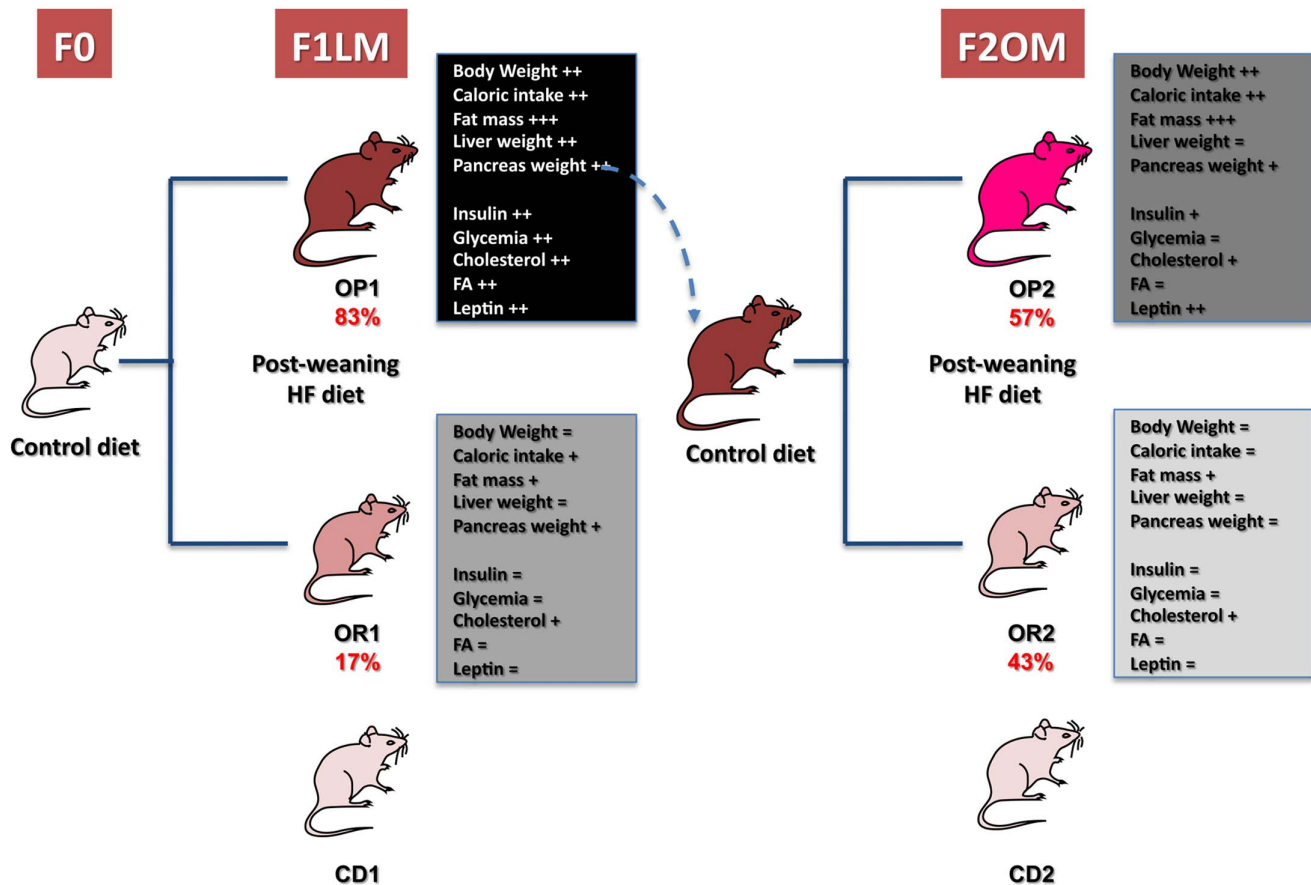 F0
Control diet
F1LM
OP1
83%
Body Weight ++
Caloric intake ++
Fat mass +++
Liver weight ++
Pancreas weight ++
Insulin ++
Glycemia ++
Cholesterol ++
FA ++
Leptin ++
Post-weaning
HF diet
OR1
17%
Body Weight =
Caloric intake +
Fat mass +
Liver weight =
Pancreas weight +
Insulin =
Glycemia =
Cholesterol +
FA =
Leptin =
CD1
Control diet
F2OM
OP2
57%
Body Weight ++
Caloric intake ++
Fat mass +++
Liver weight =
Pancreas weight +
Insulin +
Glycemia =
Cholesterol +
FA =
Leptin ++
Post-weaning
HF diet
OR2
43%
Body Weight =
Caloric intake =
Fat mass +
Liver weight =
Pancreas weight =
Insulin =
Glycemia =
Cholesterol +
FA =
Leptin =
CD2